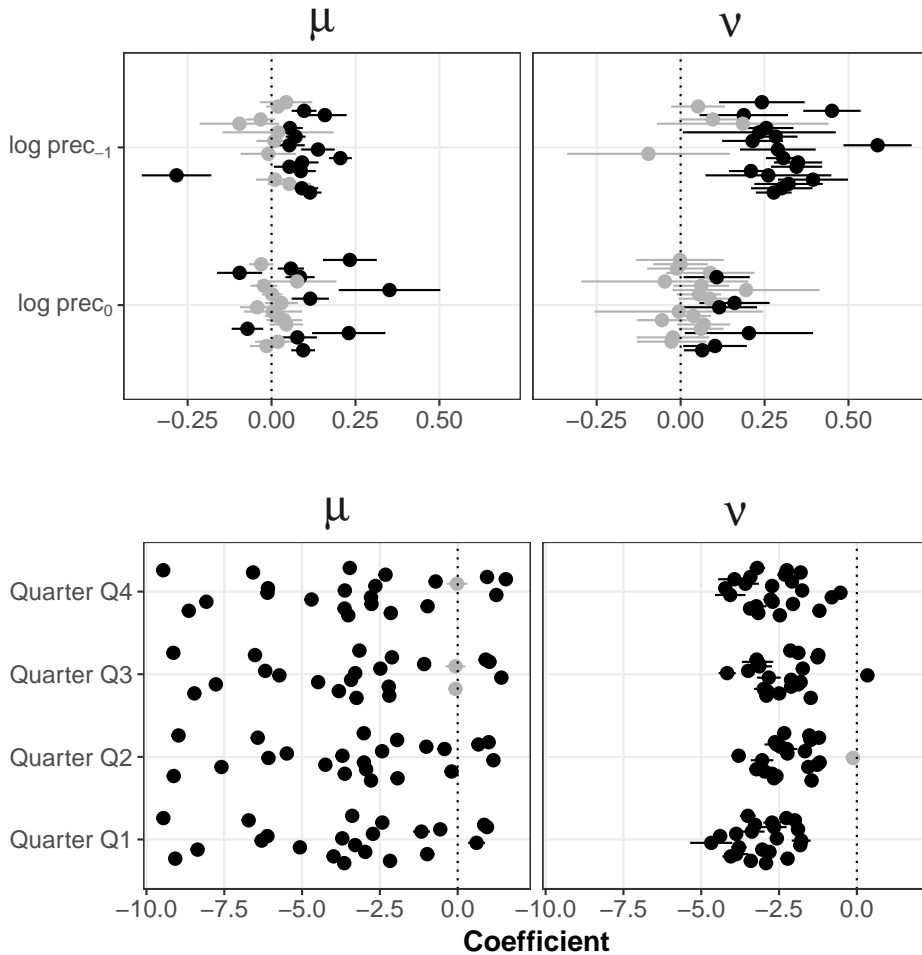 μ ν
log prec₋₁
log prec₀
−0.25 0.00 0.25 0.50 −0.25 0.00 0.25 0.50
μ ν
Quarter Q4
Quarter Q3
Quarter Q2
Quarter Q1
−10.0 −7.5 −5.0 −2.5 0.0 −10.0 −7.5 −5.0 −2.5 0.0
Coefficient